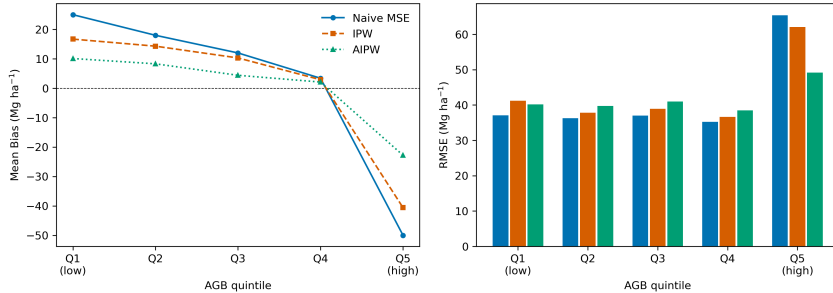 Mean Bias (Mg ha⁻¹)
20
10
0
−10
−20
−30
−40
−50
Naive MSE
IPW
AIPW
Q1
(low)
Q2
Q3
Q4
Q5
(high)
AGB quintile
RMSE (Mg ha⁻¹)
60
50
40
30
20
10
0
Q1
(low)
Q2
Q3
Q4
Q5
(high)
AGB quintile